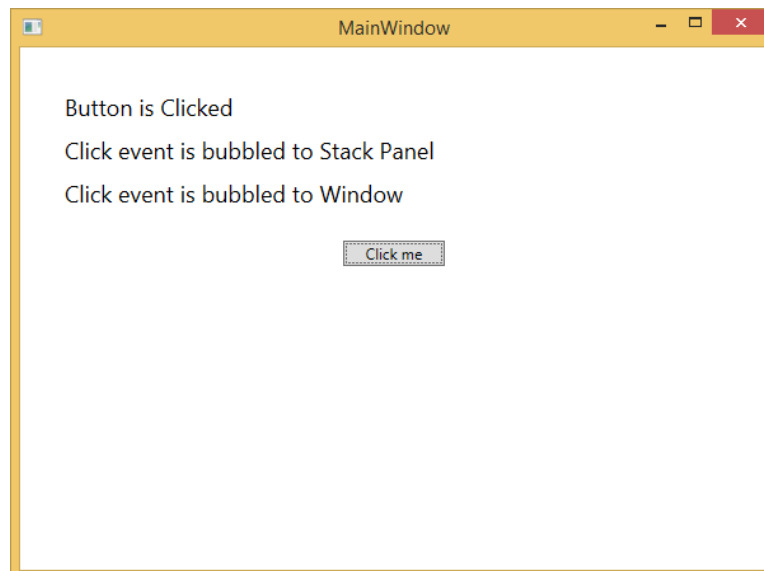 MainWindow
Button is Clicked
Click event is bubbled to Stack Panel
Click event is bubbled to Window
Click me